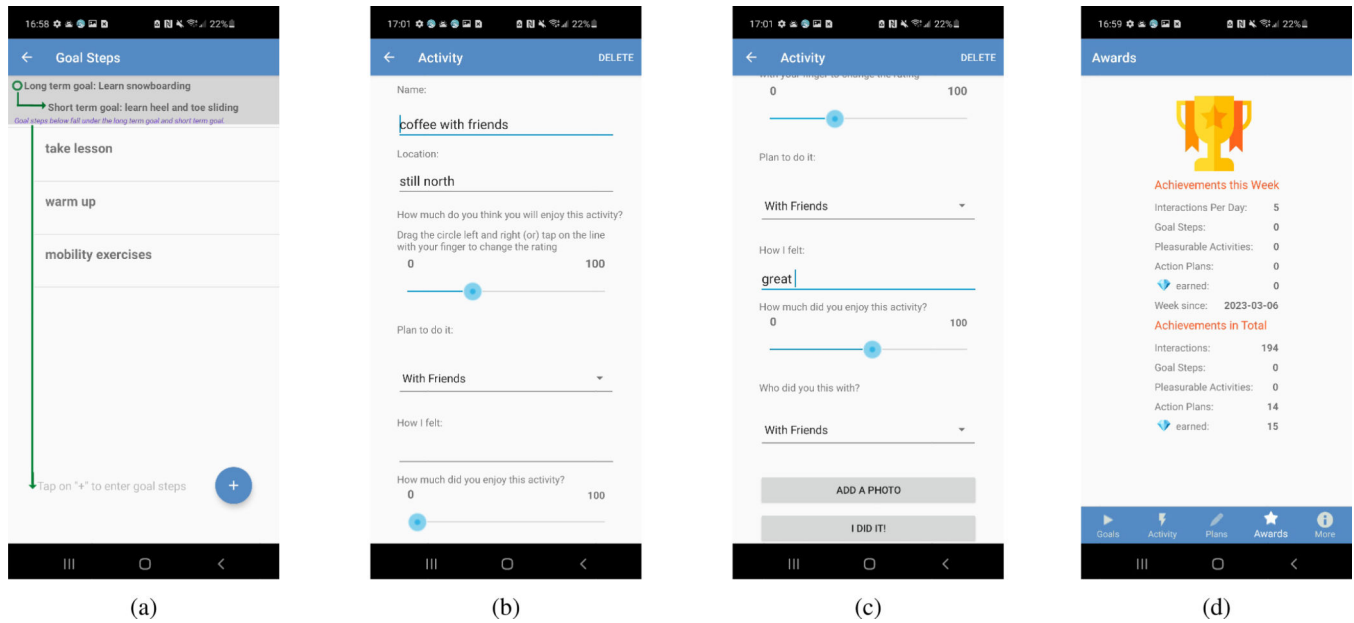 16:58 22%
Goal Steps
Long term goal: Learn snowboarding
Short term goal: learn heel and toe sliding
Goal steps below fall under the long term goal and short term goal.
take lesson
warm up
mobility exercises
Tap on "+" to enter goal steps
+
(a)
17:01 22%
Activity DELETE
Name:
coffee with friends
Location:
still north
How much do you think you will enjoy this activity?
Drag the circle left and right (or) tap on the line
with your finger to change the rating
0 100
Plan to do it:
With Friends
How I felt:
How much did you enjoy this activity?
0 100
(b)
17:01 22%
Activity DELETE
with your finger to change the rating
0 100
Plan to do it:
With Friends
How I felt:
great
How much did you enjoy this activity?
0 100
Who did you this with?
With Friends
ADD A PHOTO
I DID IT!
(c)
16:59 22%
Awards
Achievements this Week
Interactions Per Day: 5
Goal Steps: 0
Pleasurable Activities: 0
Action Plans: 0
earned: 0
Week since: 2023-03-06
Achievements in Total
Interactions: 194
Goal Steps: 0
Pleasurable Activities: 0
Action Plans: 14
earned: 15
Goals Activity Plans Awards More
(d)